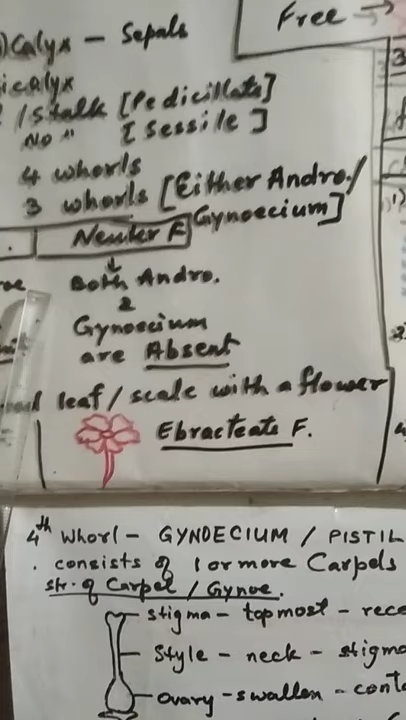 Free →
Calyx – Sepals
icalyx
/Stalk [Pedicillate]
No " [Sessile]
4 whorls
3 whorls [Either Andro./
Gynoecium]
Neuter F
↓
Both Andro.
&
Gynoecium
are Absent
leaf/scale with a flower
Ebracteate F.
4th Whorl – GYNOECIUM / PISTIL
. consists of 1 or more Carpels
str. of Carpel / Gynoe.
stigma – topmost – rece
Style – neck – stigma
Ovary – swallen – conta